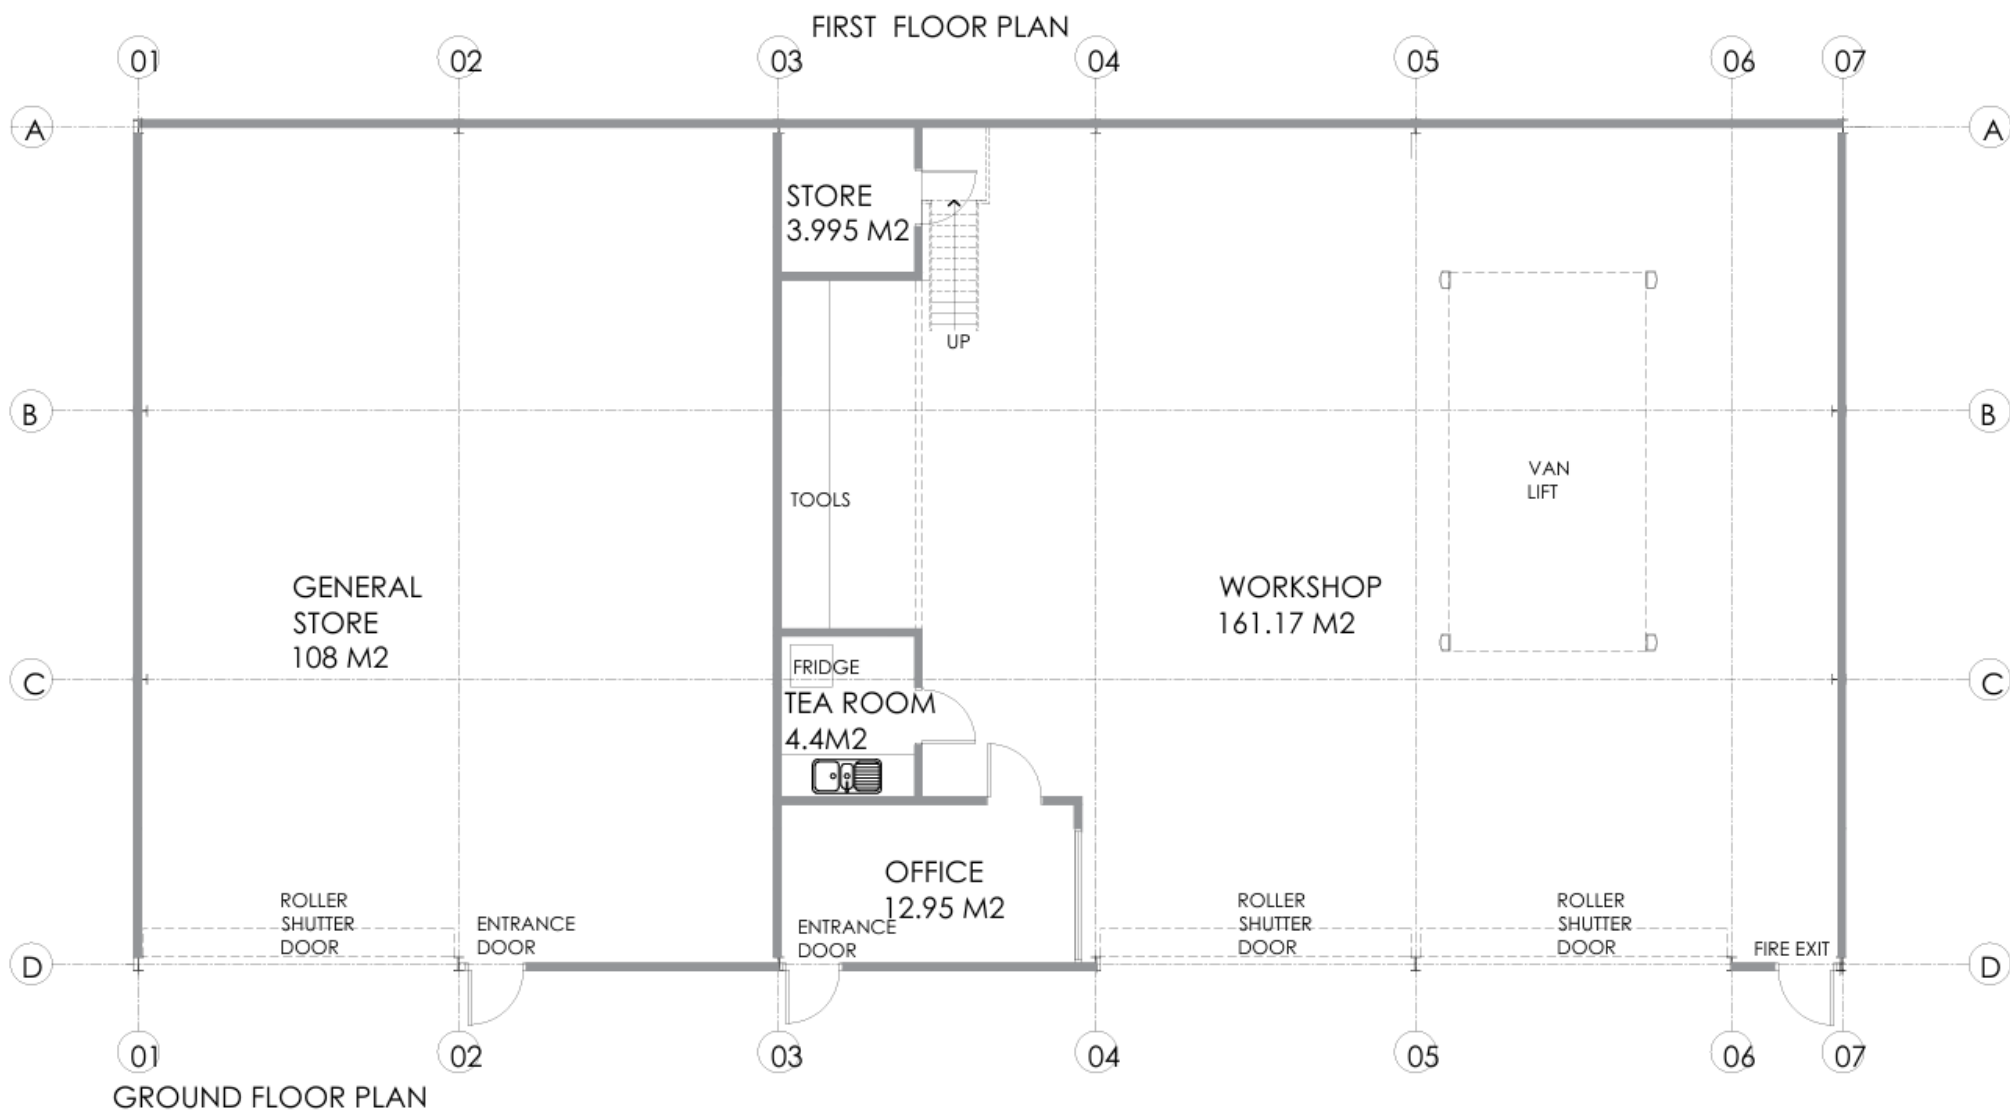 FIRST FLOOR PLAN
01 02 03 04 05 06 07
A A
STORE
3.995 M2
UP
B B
VAN
LIFT
TOOLS
GENERAL
STORE
108 M2
WORKSHOP
161.17 M2
FRIDGE
C C
TEA ROOM
4.4M2
OFFICE
12.95 M2
ROLLER
SHUTTER
DOOR
ENTRANCE
DOOR
ENTRANCE
DOOR
ROLLER
SHUTTER
DOOR
ROLLER
SHUTTER
DOOR
FIRE EXIT
D D
01 02 03 04 05 06 07
GROUND FLOOR PLAN